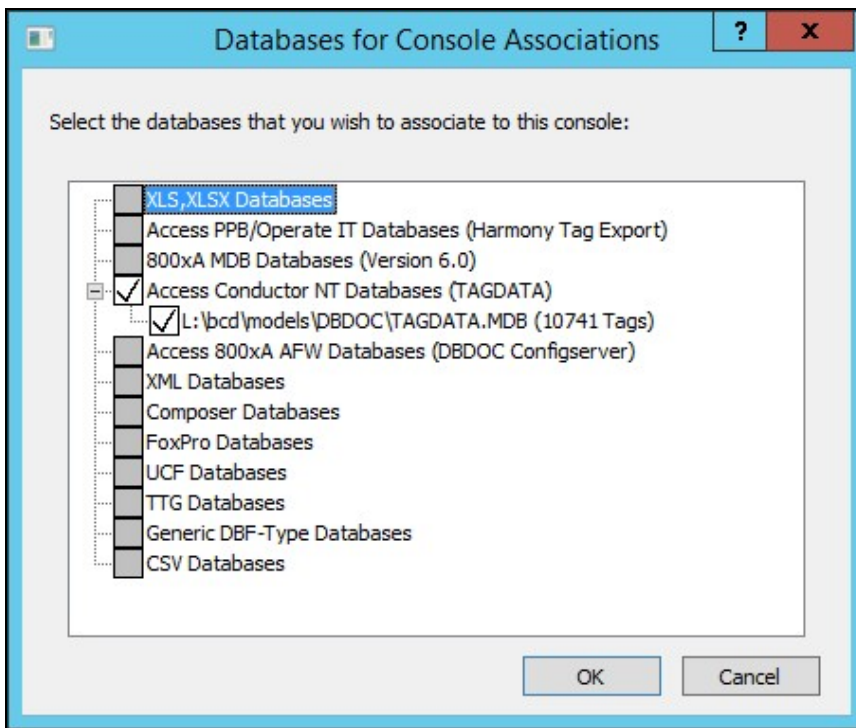 Databases for Console Associations
?
x
Select the databases that you wish to associate to this console:
XLS,XLSX Databases
Access PPB/Operate IT Databases (Harmony Tag Export)
800xA MDB Databases (Version 6.0)
Access Conductor NT Databases (TAGDATA)
L:\bcd\models\DBDOC\TAGDATA.MDB (10741 Tags)
Access 800xA AFW Databases (DBDOC Configserver)
XML Databases
Composer Databases
FoxPro Databases
UCF Databases
TTG Databases
Generic DBF-Type Databases
CSV Databases
OK
Cancel